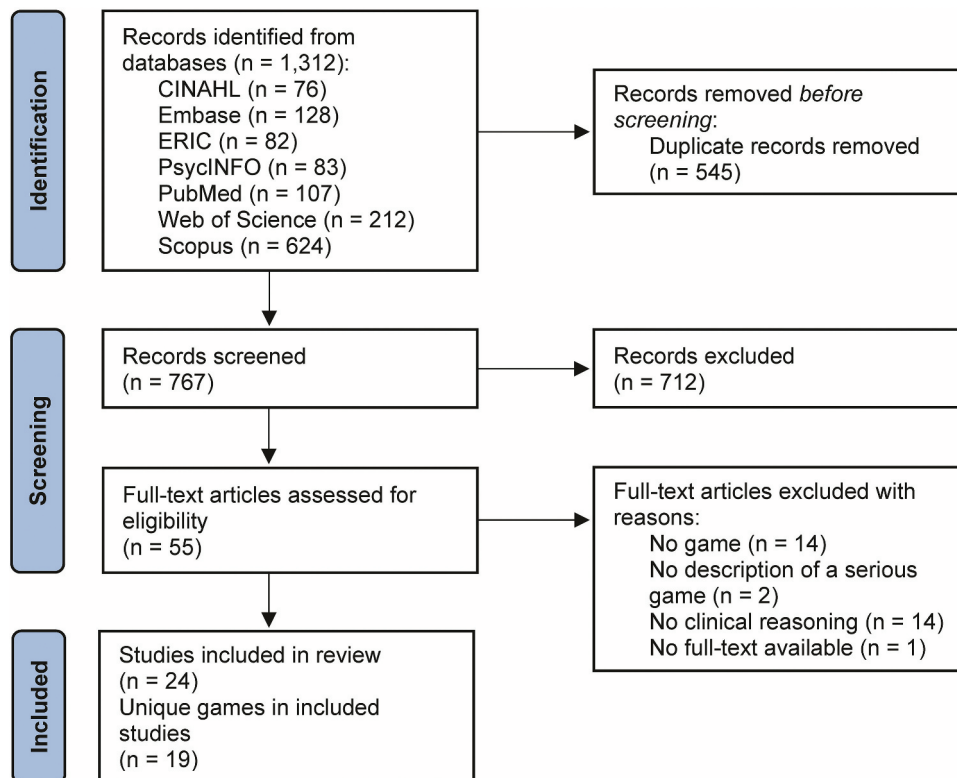 Identification
Records identified from
databases (n = 1,312):
CINAHL (n = 76)
Embase (n = 128)
ERIC (n = 82)
PsycINFO (n = 83)
PubMed (n = 107)
Web of Science (n = 212)
Scopus (n = 624)
Records removed before
screening:
Duplicate records removed
(n = 545)
Screening
Records screened
(n = 767)
Records excluded
(n = 712)
Full-text articles assessed for
eligibility
(n = 55)
Full-text articles excluded with
reasons:
No game (n = 14)
No description of a serious
game (n = 2)
No clinical reasoning (n = 14)
No full-text available (n = 1)
Included
Studies included in review
(n = 24)
Unique games in included
studies
(n = 19)